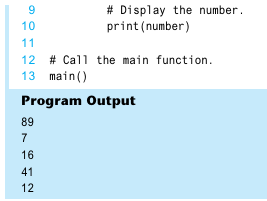 9 # Display the number.
10 print(number)
11
12 # Call the main function.
13 main()
Program Output
89
7
16
41
12